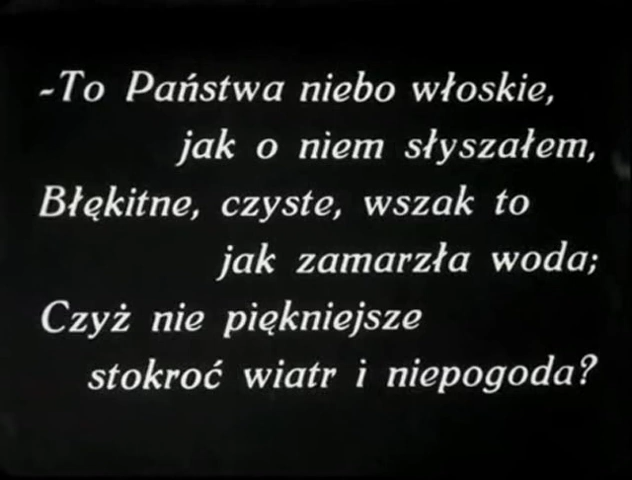 -To Państwa niebo włoskie,
jak o niem słyszałem,
Błękitne, czyste, wszak to
jak zamarzła woda;
Czyż nie piękniejsze
stokroć wiatr i niepogoda?